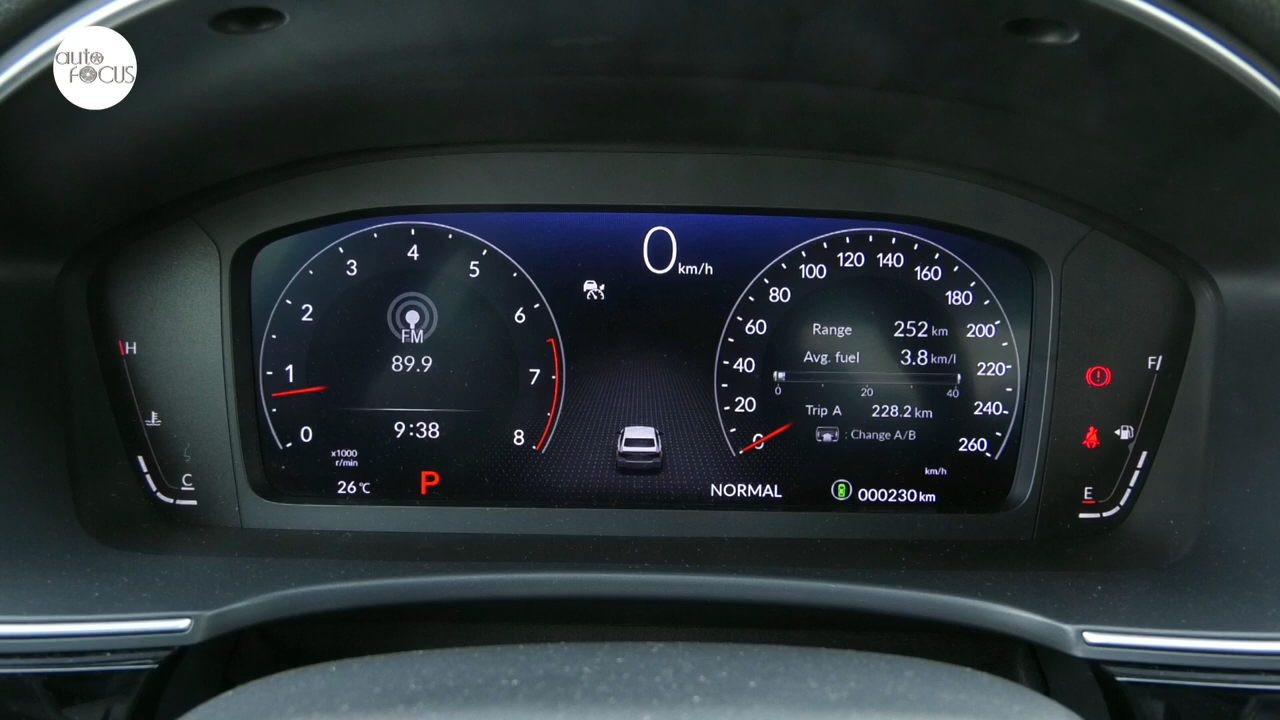 auto
FOCUS
0 km/h
0
1
2
3
4
5
6
7
8
x1000
r/min
FM
89.9
9:38
26℃
P
H
C
0
20
40
60
80
100
120
140
160
180
200
220
240
260
km/h
Range 252 km
Avg. fuel 3.8 km/l
0 20 40
Trip A 228.2 km
: Change A/B
NORMAL
000230 km
F
E